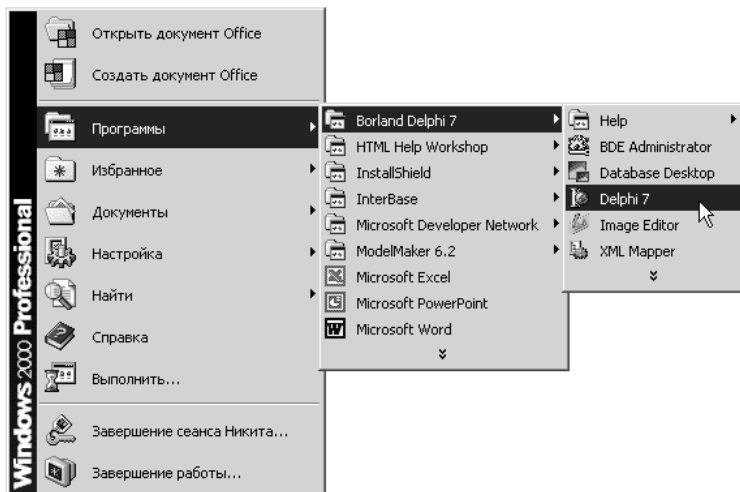 Windows 2000 Professional
Открыть документ Office
Создать документ Office
Программы
Избранное
Документы
Настройка
Найти
Справка
Выполнить...
Завершение сеанса Никита...
Завершение работы...
Borland Delphi 7
HTML Help Workshop
InstallShield
InterBase
Microsoft Developer Network
ModelMaker 6.2
Microsoft Excel
Microsoft PowerPoint
Microsoft Word
Help
BDE Administrator
Database Desktop
Delphi 7
Image Editor
XML Mapper